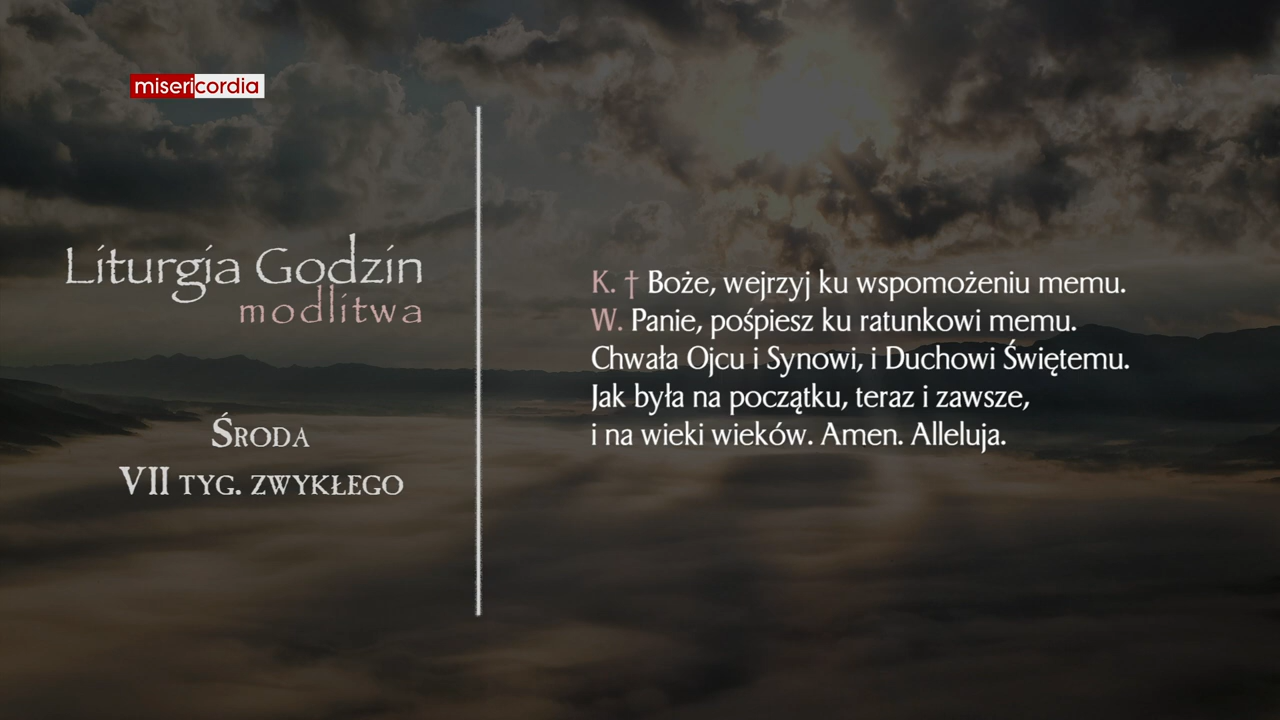 misericordia
Liturgia Godzin
modlitwa
Środa
VII tyg. zwykłego
K. † Boże, wejrzyj ku wspomożeniu memu.
W. Panie, pośpiesz ku ratunkowi memu.
Chwała Ojcu i Synowi, i Duchowi Świętemu.
Jak była na początku, teraz i zawsze,
i na wieki wieków. Amen. Alleluja.